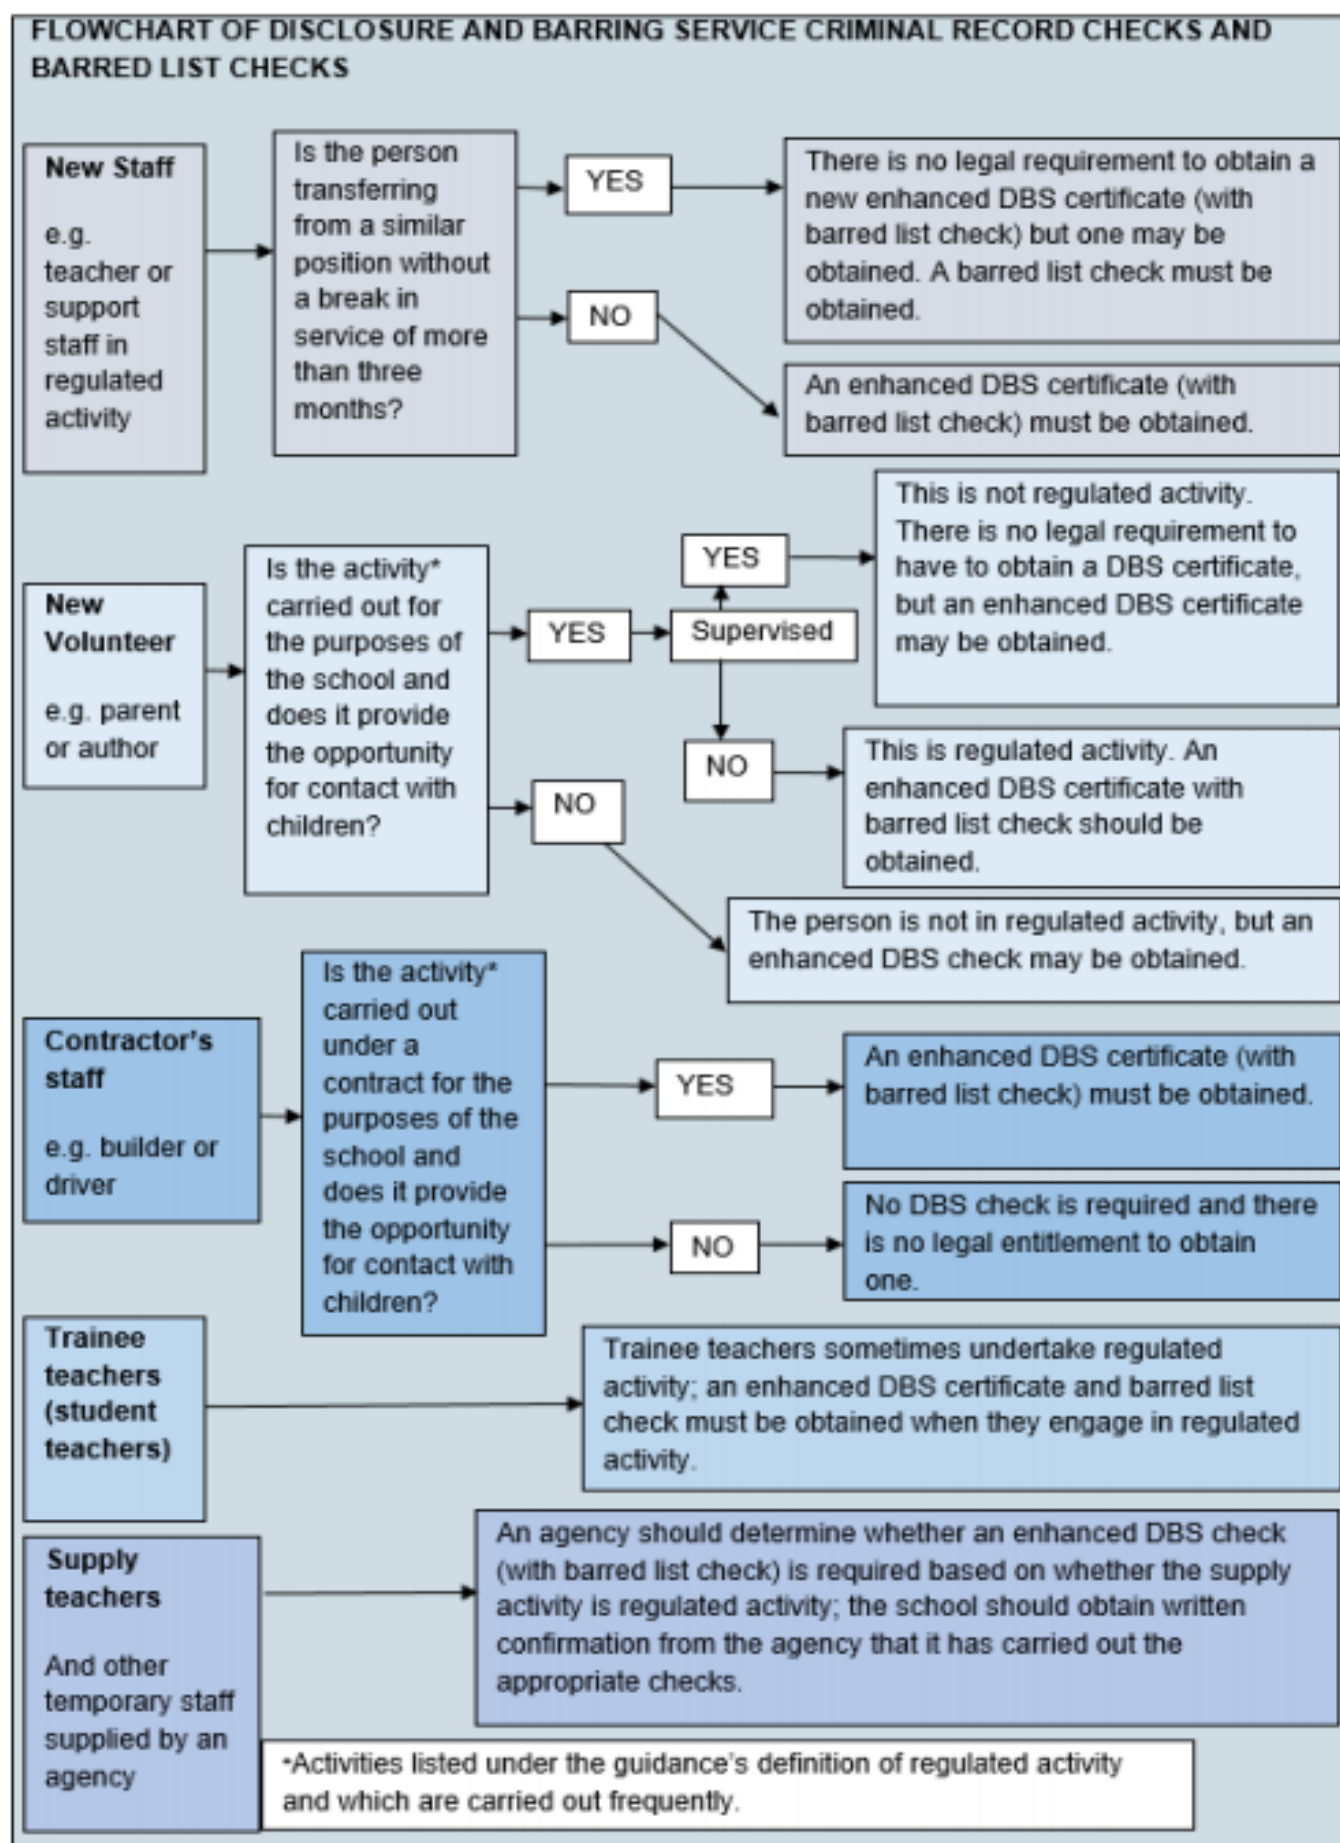 FLOWCHART OF DISCLOSURE AND BARRING SERVICE CRIMINAL RECORD CHECKS AND
BARRED LIST CHECKS
New Staff
e.g.
teacher or
support
staff in
regulated
activity
Is the person
transferring
from a similar
position without
a break in
service of more
than three
months?
YES
There is no legal requirement to obtain a
new enhanced DBS certificate (with
barred list check) but one may be
obtained. A barred list check must be
obtained.
NO
An enhanced DBS certificate (with
barred list check) must be obtained.
New
Volunteer
e.g. parent
or author
Is the activity*
carried out for
the purposes of
the school and
does it provide
the opportunity
for contact with
children?
YES
Supervised
YES
This is not regulated activity.
There is no legal requirement to
have to obtain a DBS certificate,
but an enhanced DBS certificate
may be obtained.
NO
This is regulated activity. An
enhanced DBS certificate with
barred list check should be
obtained.
NO
The person is not in regulated activity, but an
enhanced DBS check may be obtained.
Contractor's
staff
e.g. builder or
driver
Is the activity*
carried out
under a
contract for the
purposes of the
school and
does it provide
the opportunity
for contact with
children?
YES
An enhanced DBS certificate (with
barred list check) must be obtained.
NO
No DBS check is required and there
is no legal entitlement to obtain
one.
Trainee
teachers
(student
teachers)
Trainee teachers sometimes undertake regulated
activity; an enhanced DBS certificate and barred list
check must be obtained when they engage in regulated
activity.
Supply
teachers
And other
temporary staff
supplied by an
agency
An agency should determine whether an enhanced DBS check
(with barred list check) is required based on whether the supply
activity is regulated activity; the school should obtain written
confirmation from the agency that it has carried out the
appropriate checks.
*Activities listed under the guidance's definition of regulated activity
and which are carried out frequently.